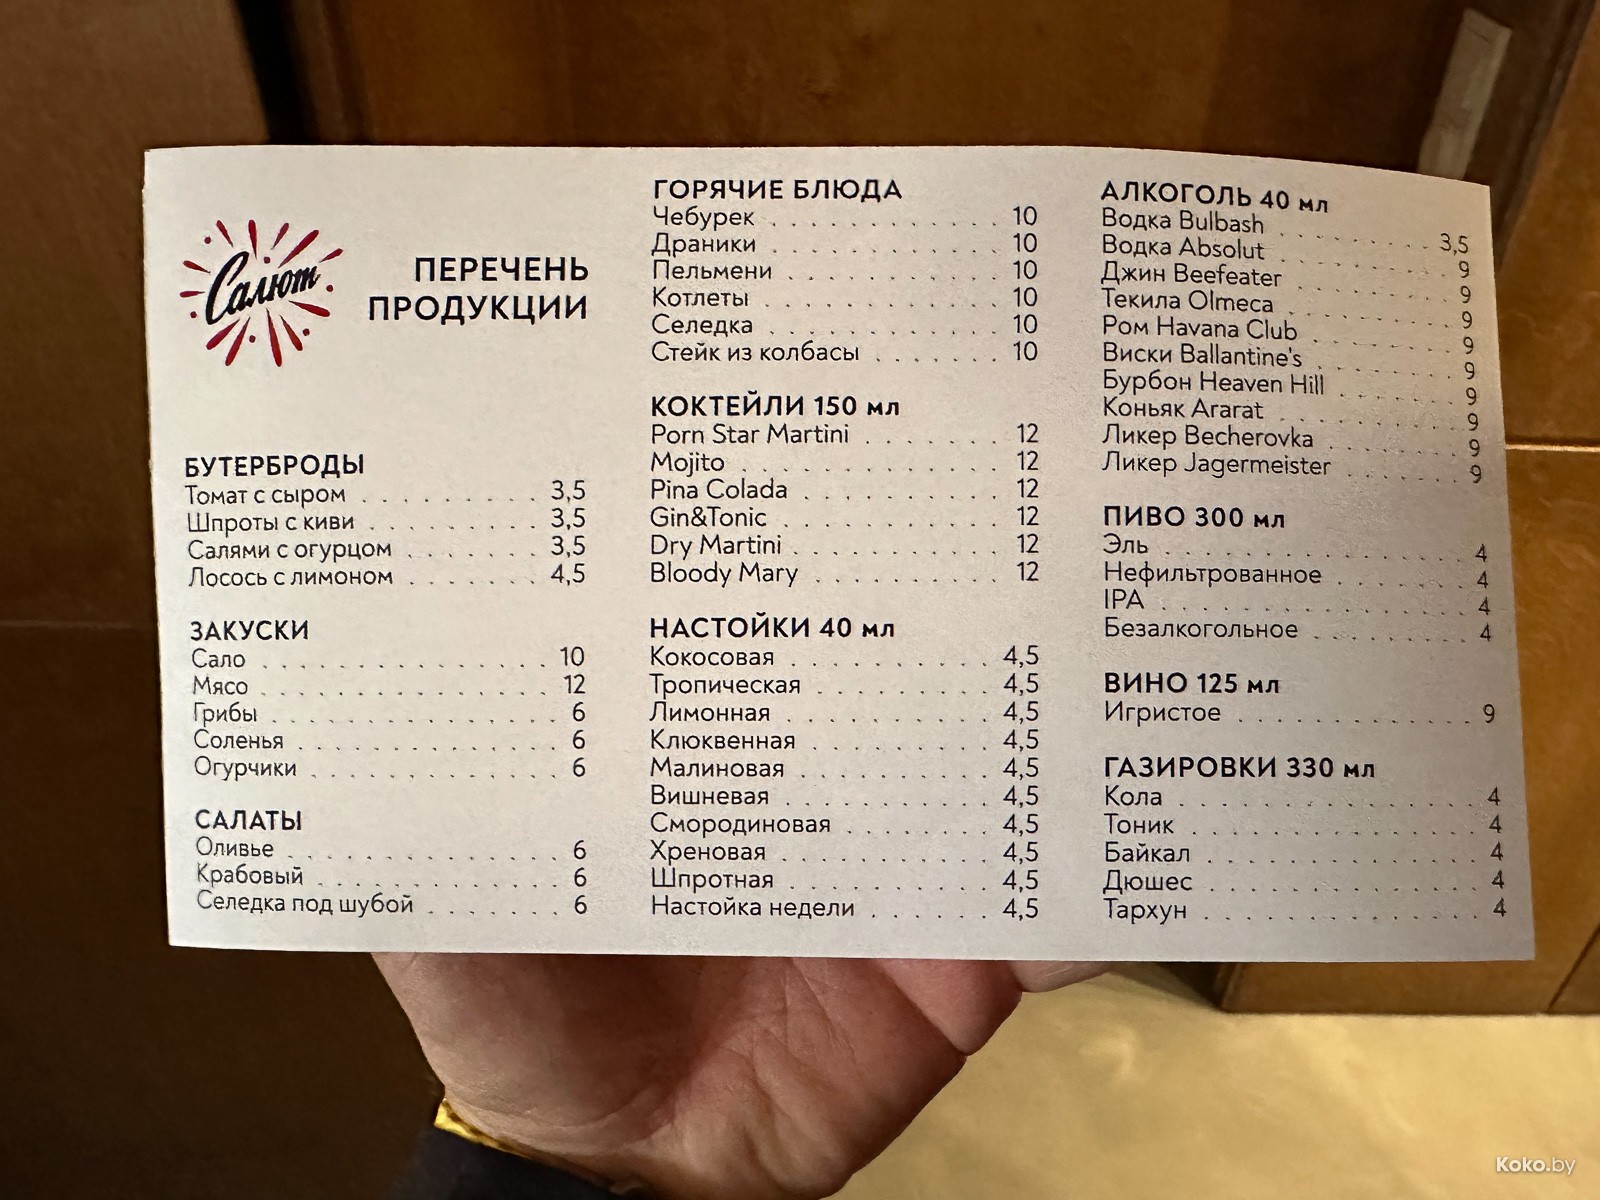 Салют
ПЕРЕЧЕНЬ
ПРОДУКЦИИ
БУТЕРБРОДЫ
Томат с сыром . . . . . . . . . . 3,5
Шпроты с киви . . . . . . . . . . 3,5
Салями с огурцом . . . . . . . . 3,5
Лосось с лимоном . . . . . . . . 4,5
ЗАКУСКИ
Сало . . . . . . . . . . 10
Мясо . . . . . . . . . . 12
Грибы . . . . . . . . . . 6
Соленья . . . . . . . . . . 6
Огурчики . . . . . . . . . . 6
САЛАТЫ
Оливье . . . . . . . . . . 6
Крабовый . . . . . . . . . . 6
Селедка под шубой . . . . . . . 6
ГОРЯЧИЕ БЛЮДА
Чебурек . . . . . . . . . . 10
Драники . . . . . . . . . . 10
Пельмени . . . . . . . . . . 10
Котлеты . . . . . . . . . . 10
Селедка . . . . . . . . . . 10
Стейк из колбасы . . . . . . . 10
КОКТЕЙЛИ 150 мл
Porn Star Martini . . . . . . . 12
Mojito . . . . . . . . . . 12
Pina Colada . . . . . . . . . . 12
Gin&Tonic . . . . . . . . . . 12
Dry Martini . . . . . . . . . . 12
Bloody Mary . . . . . . . . . . 12
НАСТОЙКИ 40 мл
Кокосовая . . . . . . . . . . 4,5
Тропическая . . . . . . . . . 4,5
Лимонная . . . . . . . . . . 4,5
Клюквенная . . . . . . . . . 4,5
Малиновая . . . . . . . . . . 4,5
Вишневая . . . . . . . . . . 4,5
Смородиновая . . . . . . . . 4,5
Хреновая . . . . . . . . . . 4,5
Шпротная . . . . . . . . . . 4,5
Настойка недели . . . . . . . 4,5
АЛКОГОЛЬ 40 мл
Водка Bulbash . . . . . . . . . 3,5
Водка Absolut . . . . . . . . . 9
Джин Beefeater . . . . . . . . . 9
Текила Olmeca . . . . . . . . . 9
Ром Havana Club . . . . . . . . 9
Виски Ballantine's . . . . . . . . 9
Бурбон Heaven Hill . . . . . . . 9
Коньяк Ararat . . . . . . . . . 9
Ликер Becherovka . . . . . . . . 9
Ликер Jagermeister . . . . . . . 9
ПИВО 300 мл
Эль . . . . . . . . . . 4
Нефильтрованное . . . . . . . . 4
IPA . . . . . . . . . . 4
Безалкогольное . . . . . . . . . 4
ВИНО 125 мл
Игристое . . . . . . . . . . 9
ГАЗИРОВКИ 330 мл
Кола . . . . . . . . . . 4
Тоник . . . . . . . . . . 4
Байкал . . . . . . . . . . 4
Дюшес . . . . . . . . . . 4
Тархун . . . . . . . . . . 4
Koko.by